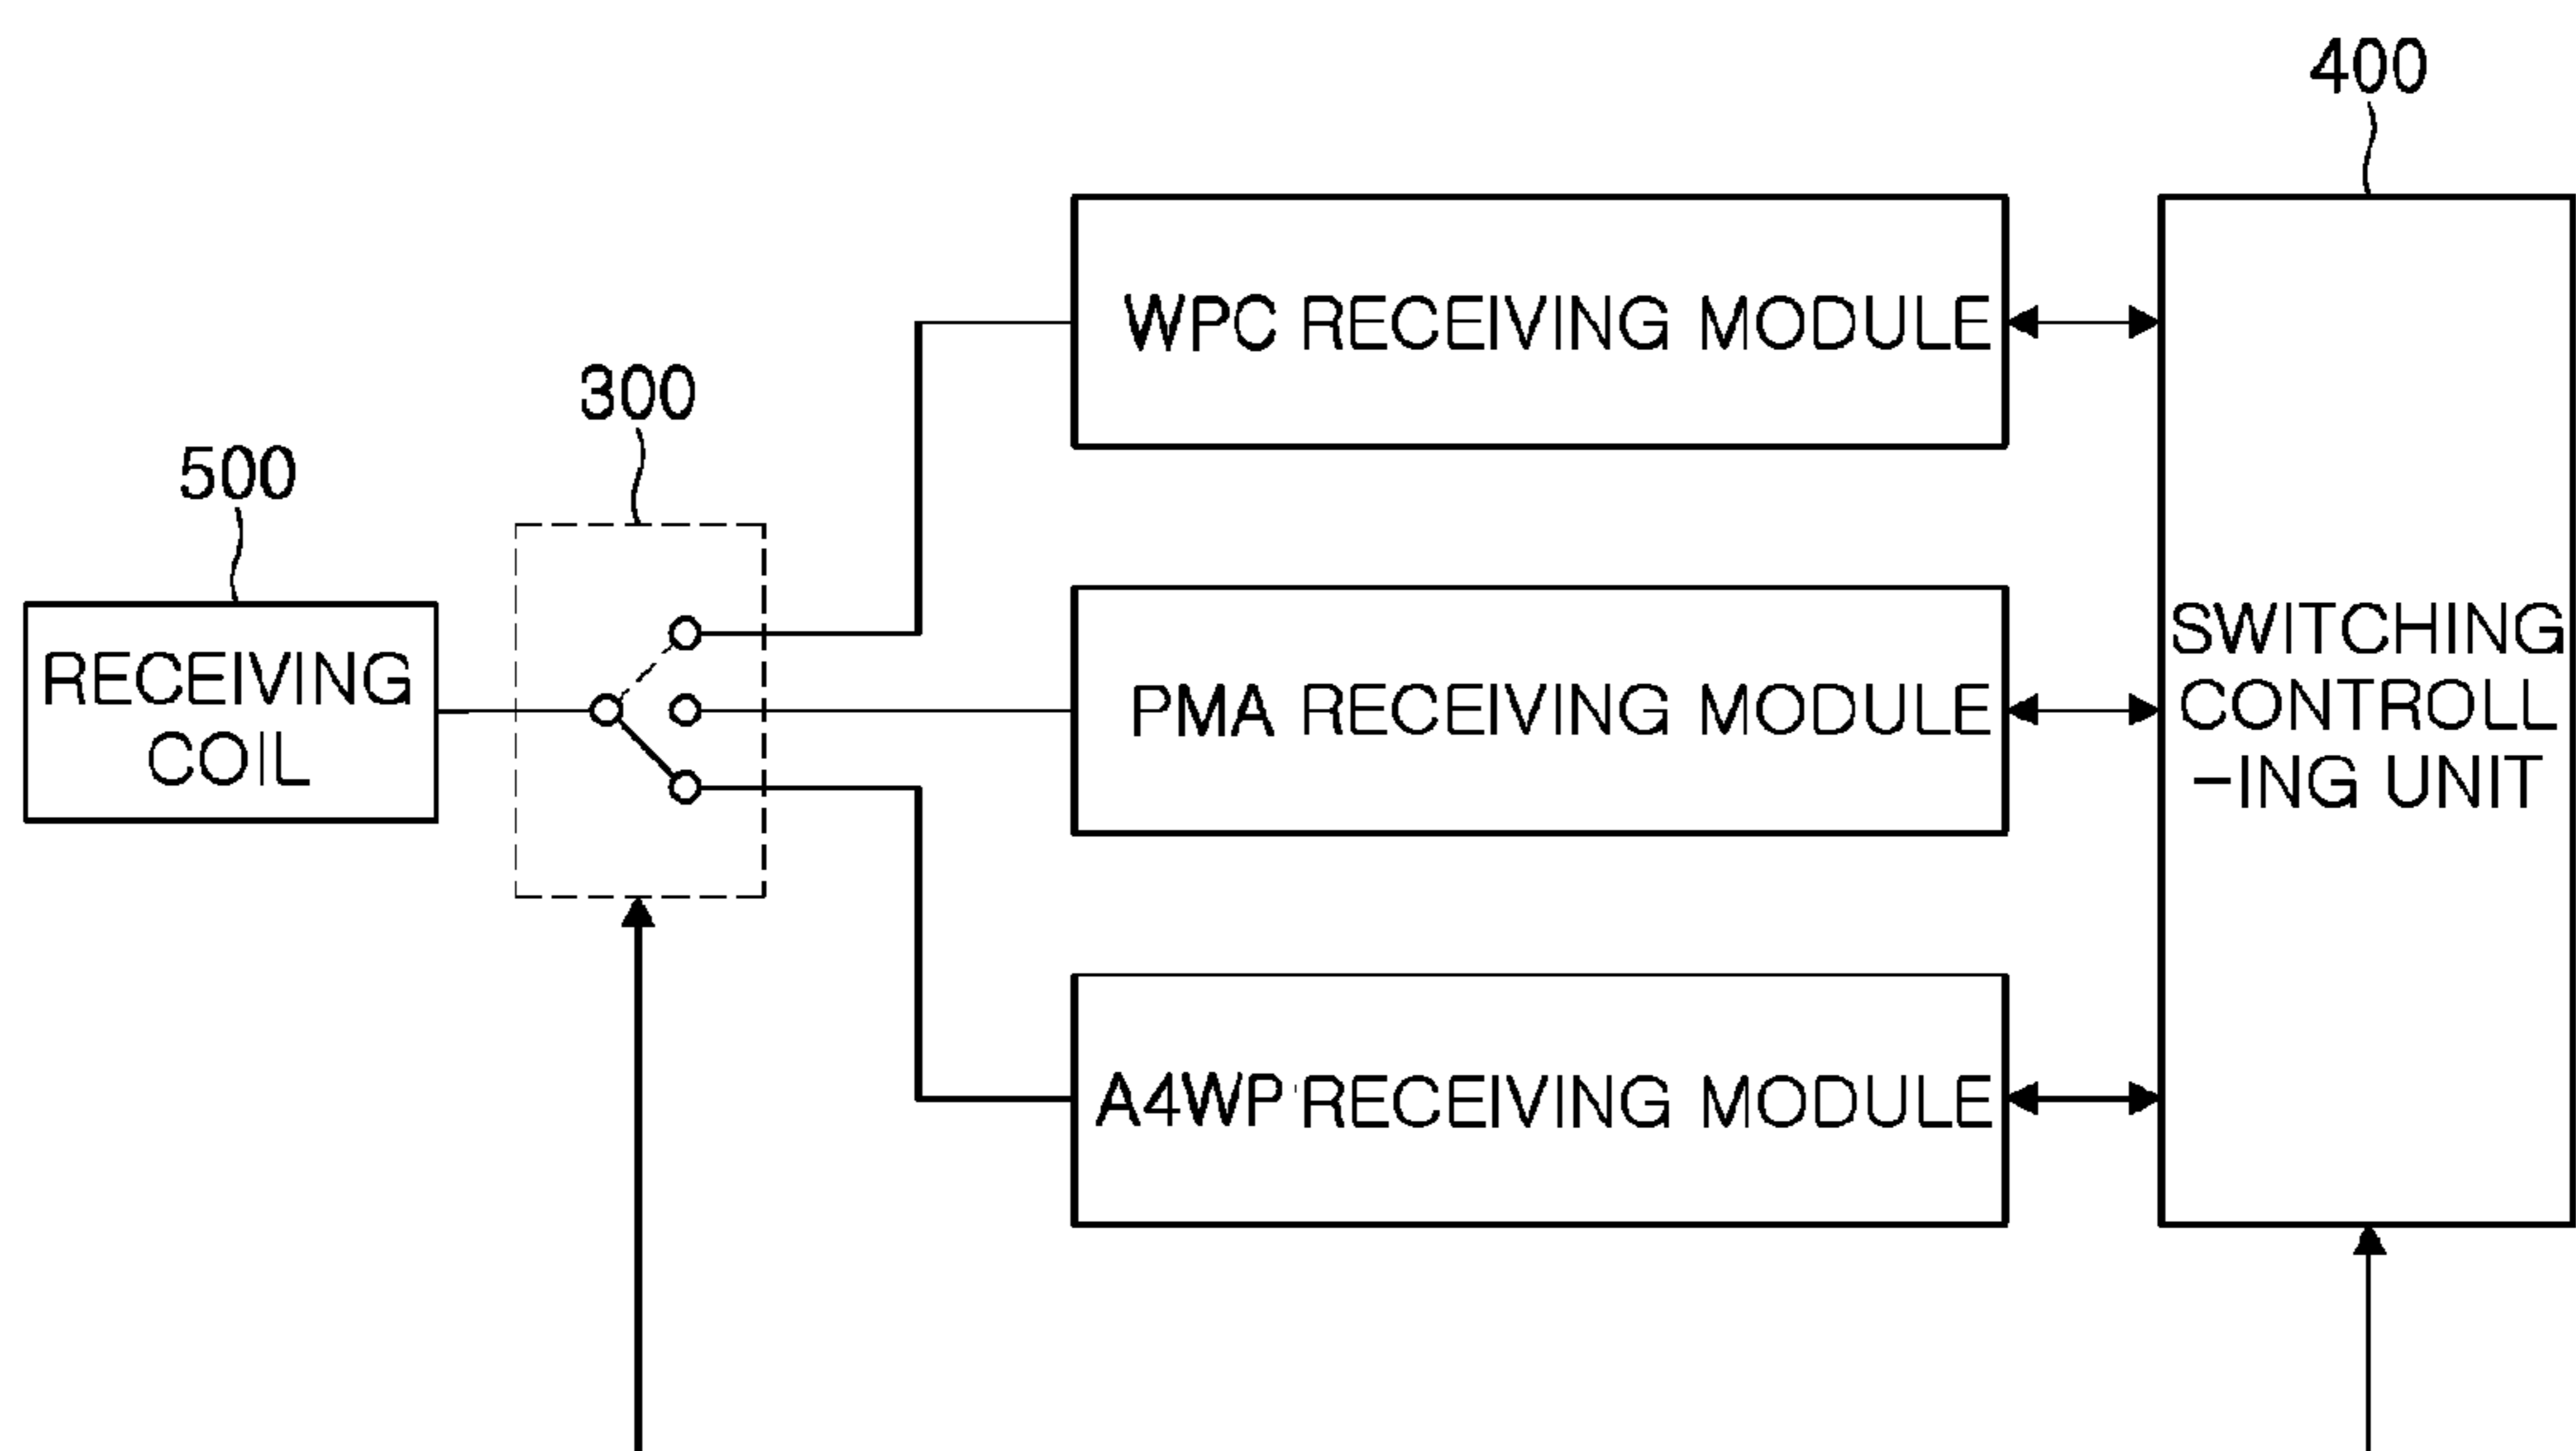 400
WPC RECEIVING MODULE
300
500
RECEIVING
COIL
PMA RECEIVING MODULE
SWITCHING
CONTROLL
-ING UNIT
A4WP RECEIVING MODULE